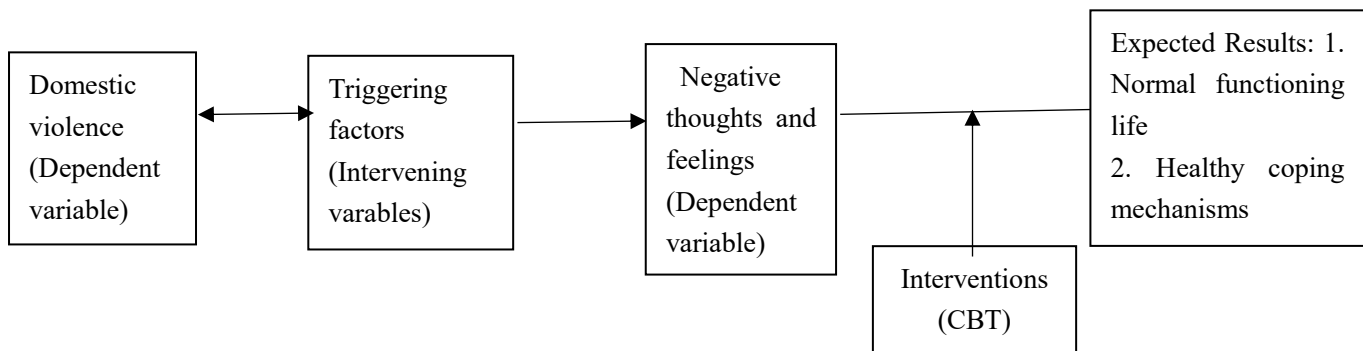 Domestic
violence
(Dependent
variable)
Triggering
factors
(Intervening
varables)
Negative
thoughts and
feelings
(Dependent
variable)
Interventions
(CBT)
Expected Results: 1.
Normal functioning
life
2. Healthy coping
mechanisms